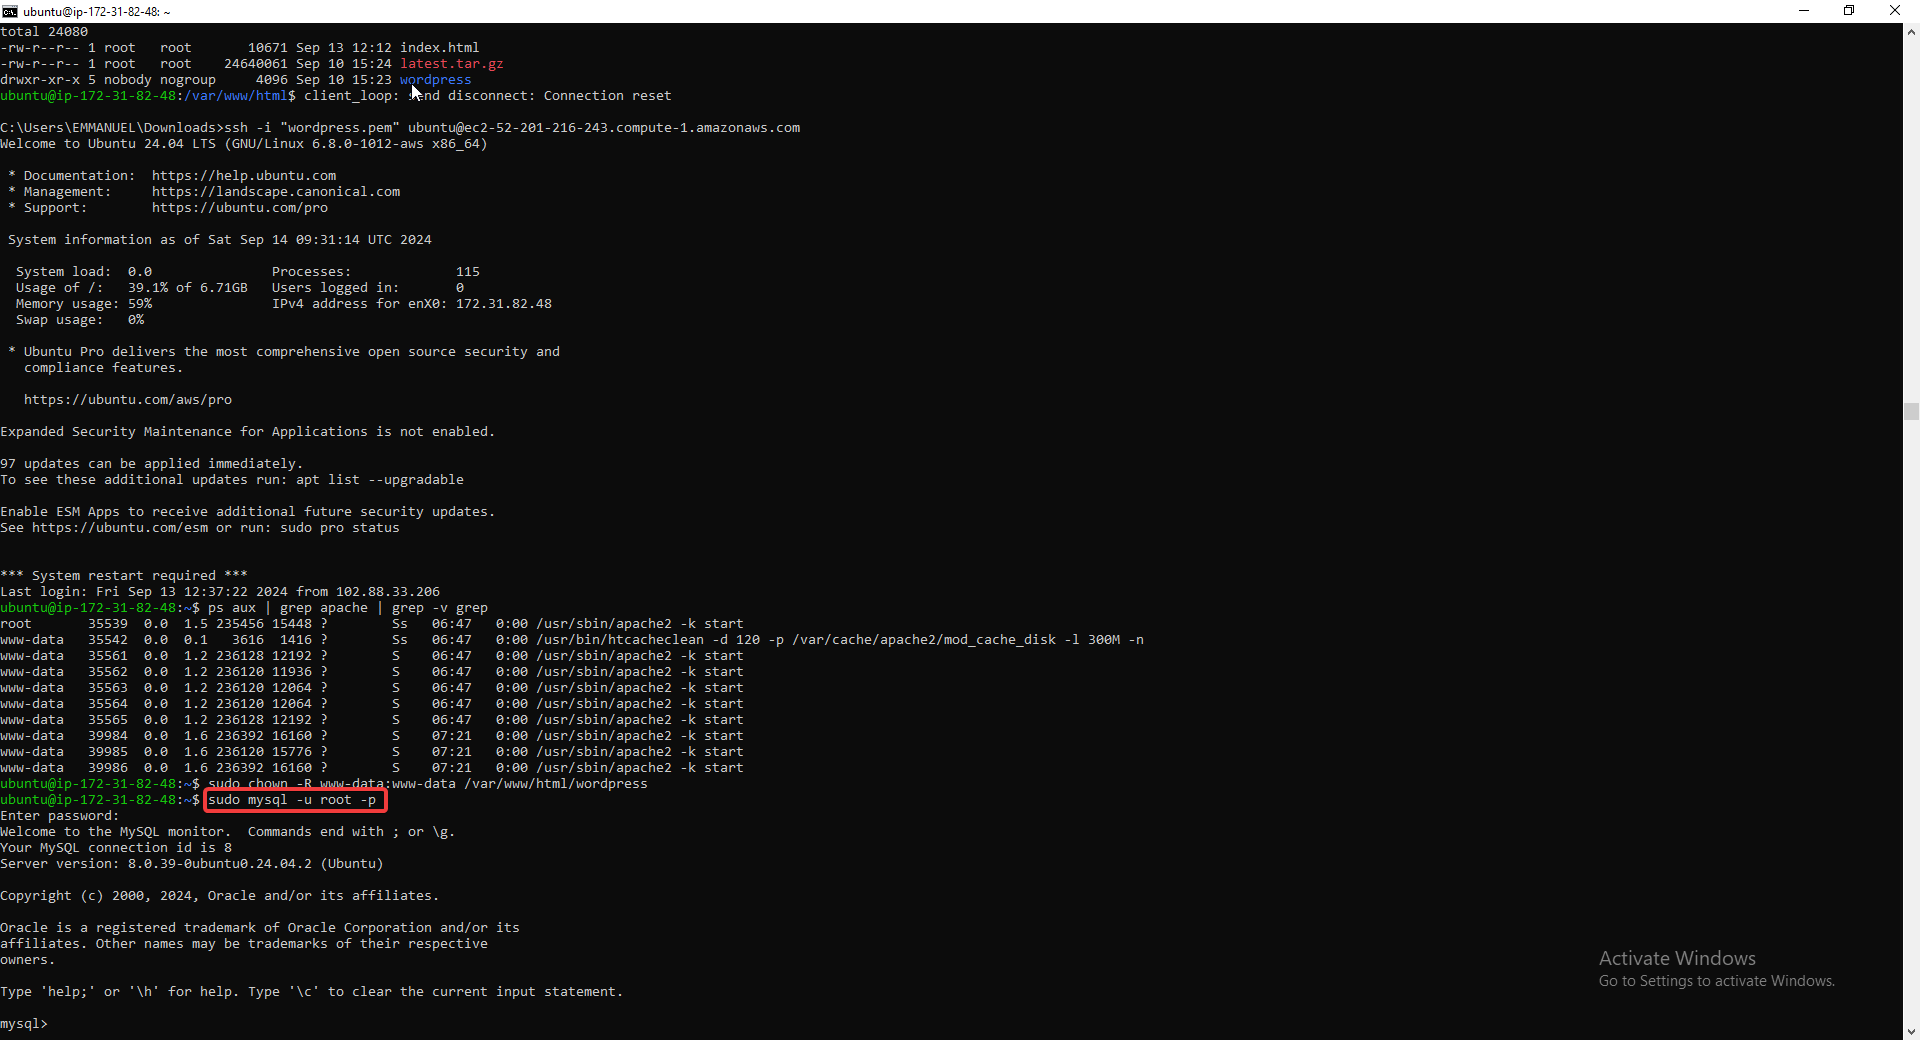 ubuntu@ip-172-31-82-48: ~
total 24080
-rw-r--r-- 1 root   root       10671 Sep 13 12:12 index.html
-rw-r--r-- 1 root   root    24640061 Sep 10 15:24 latest.tar.gz
drwxr-xr-x 5 nobody nogroup     4096 Sep 10 15:23 wordpress
ubuntu@ip-172-31-82-48:/var/www/html$ client_loop: send disconnect: Connection reset
C:\Users\EMMANUEL\Downloads>ssh -i "wordpress.pem" ubuntu@ec2-52-201-216-243.compute-1.amazonaws.com
Welcome to Ubuntu 24.04 LTS (GNU/Linux 6.8.0-1012-aws x86_64)
* Documentation:  https://help.ubuntu.com
* Management:     https://landscape.canonical.com
* Support:        https://ubuntu.com/pro
System information as of Sat Sep 14 09:31:14 UTC 2024
System load:  0.0               Processes:             115
Usage of /:   39.1% of 6.71GB   Users logged in:       0
Memory usage: 59%               IPv4 address for enX0: 172.31.82.48
Swap usage:   0%
* Ubuntu Pro delivers the most comprehensive open source security and
compliance features.
https://ubuntu.com/aws/pro
Expanded Security Maintenance for Applications is not enabled.
97 updates can be applied immediately.
To see these additional updates run: apt list --upgradable
Enable ESM Apps to receive additional future security updates.
See https://ubuntu.com/esm or run: sudo pro status
*** System restart required ***
Last login: Fri Sep 13 12:37:22 2024 from 102.88.33.206
ubuntu@ip-172-31-82-48:~$ ps aux | grep apache | grep -v grep
root       35539  0.0  1.5 235456 15448 ?        Ss   06:47   0:00 /usr/sbin/apache2 -k start
www-data   35542  0.0  0.1   3616  1416 ?        Ss   06:47   0:00 /usr/bin/htcacheclean -d 120 -p /var/cache/apache2/mod_cache_disk -l 300M -n
www-data   35561  0.0  1.2 236128 12192 ?        S    06:47   0:00 /usr/sbin/apache2 -k start
www-data   35562  0.0  1.2 236120 11936 ?        S    06:47   0:00 /usr/sbin/apache2 -k start
www-data   35563  0.0  1.2 236120 12064 ?        S    06:47   0:00 /usr/sbin/apache2 -k start
www-data   35564  0.0  1.2 236120 12064 ?        S    06:47   0:00 /usr/sbin/apache2 -k start
www-data   35565  0.0  1.2 236128 12192 ?        S    06:47   0:00 /usr/sbin/apache2 -k start
www-data   39984  0.0  1.6 236392 16160 ?        S    07:21   0:00 /usr/sbin/apache2 -k start
www-data   39985  0.0  1.6 236120 15776 ?        S    07:21   0:00 /usr/sbin/apache2 -k start
www-data   39986  0.0  1.6 236392 16160 ?        S    07:21   0:00 /usr/sbin/apache2 -k start
ubuntu@ip-172-31-82-48:~$ sudo chown -R www-data:www-data /var/www/html/wordpress
ubuntu@ip-172-31-82-48:~$ sudo mysql -u root -p
Enter password:
Welcome to the MySQL monitor.  Commands end with ; or \g.
Your MySQL connection id is 8
Server version: 8.0.39-0ubuntu0.24.04.2 (Ubuntu)
Copyright (c) 2000, 2024, Oracle and/or its affiliates.
Oracle is a registered trademark of Oracle Corporation and/or its
affiliates. Other names may be trademarks of their respective
owners.
Type 'help;' or '\h' for help. Type '\c' to clear the current input statement.
mysql>
Activate Windows
Go to Settings to activate Windows.